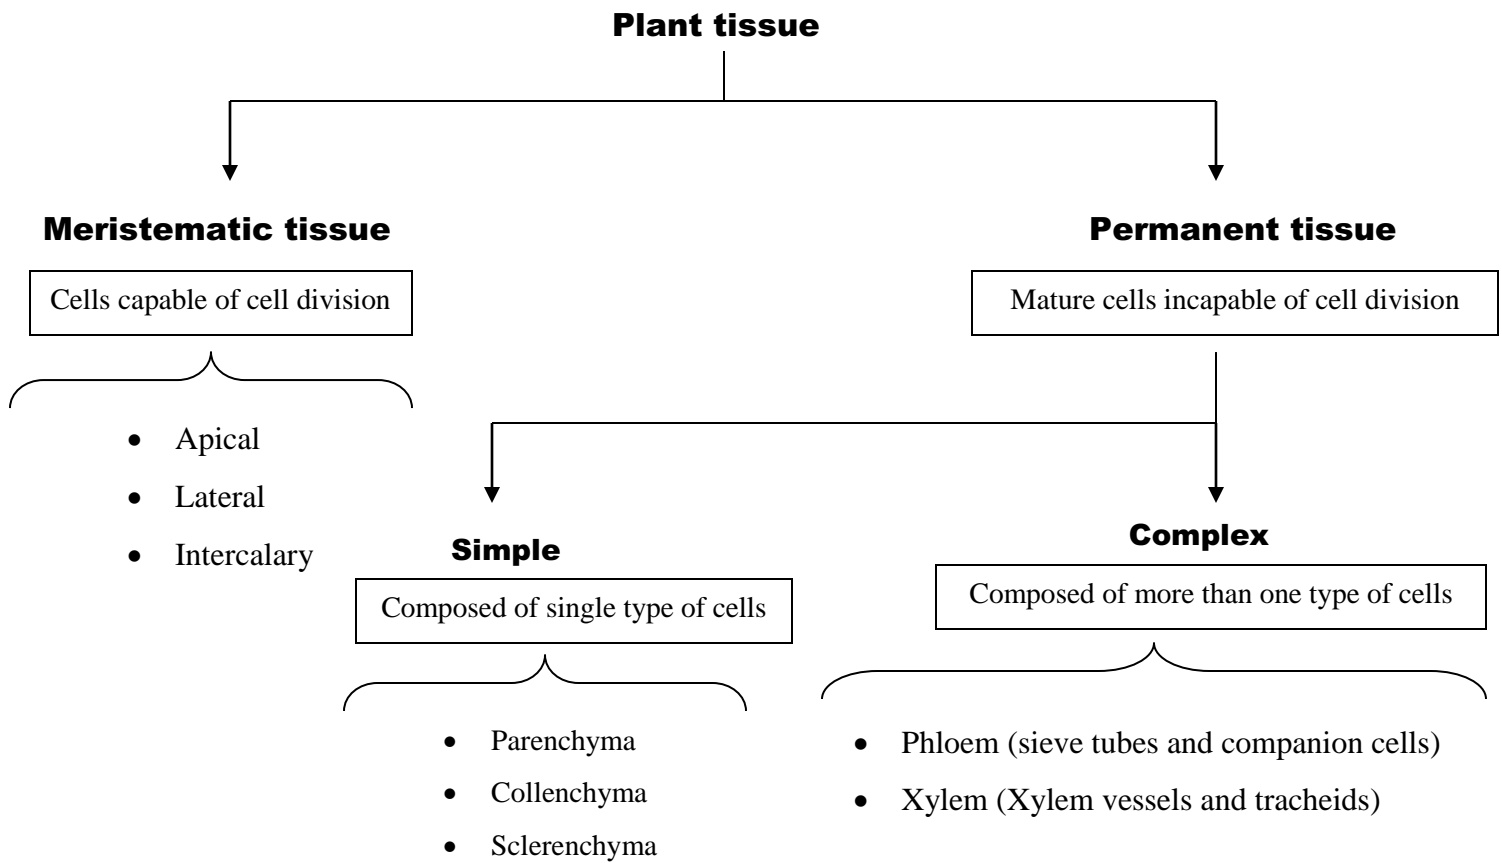 Plant tissue
Meristematic tissue
Permanent tissue
Cells capable of cell division
Mature cells incapable of cell division
• Apical
• Lateral
• Intercalary
Simple
Complex
Composed of single type of cells
Composed of more than one type of cells
• Parenchyma
• Collenchyma
• Sclerenchyma
• Phloem (sieve tubes and companion cells)
• Xylem (Xylem vessels and tracheids)